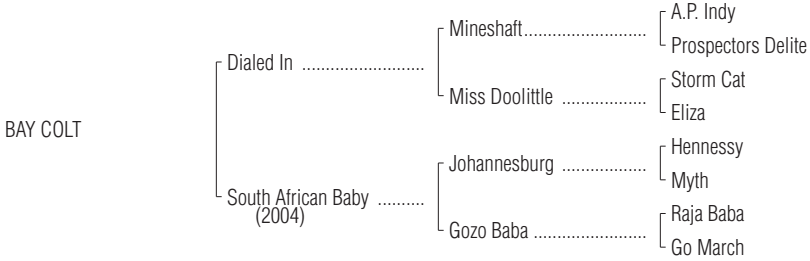 A.P. Indy
Mineshaft..........................
Prospectors Delite
Dialed In ..........................
Storm Cat
Miss Doolittle ..................
Eliza
BAY COLT
Hennessy
Johannesburg ..................
Myth
South African Baby ..........
(2004)
Raja Baba
Gozo Baba ........................
Go March